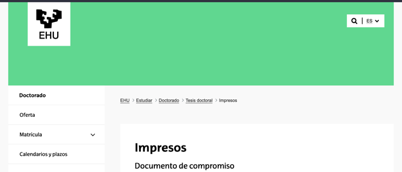 EHU
ES
Doctorado
Oferta
Matrícula
Calendarios y plazos
EHU > Estudiar > Doctorado > Tesis doctoral > Impresos
Impresos
Documento de compromiso